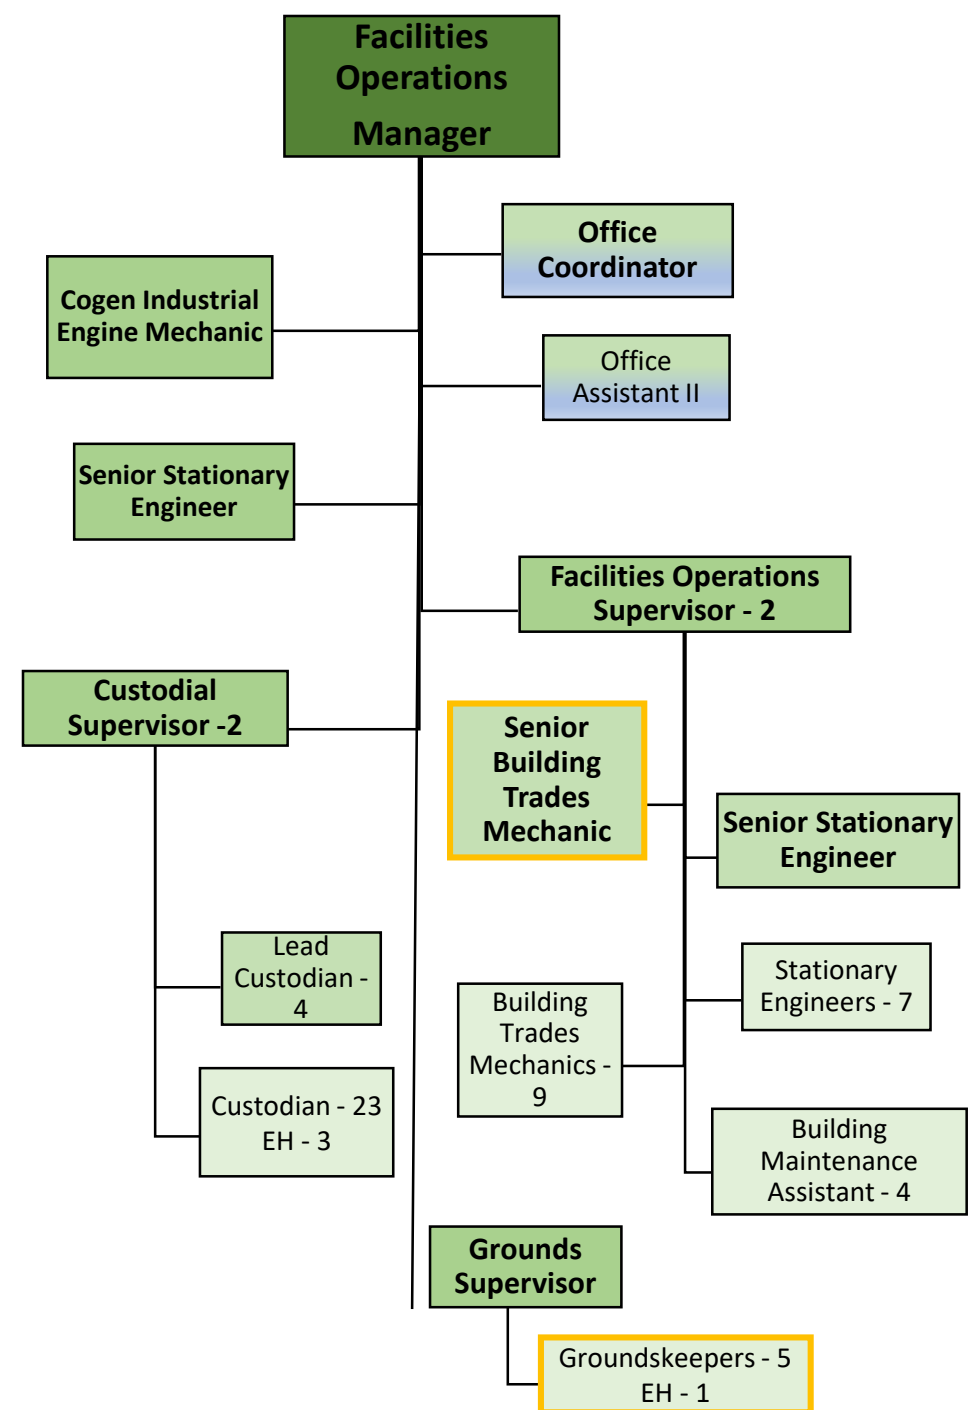 Facilities
Operations
Manager
Office
Coordinator
Cogen Industrial
Engine Mechanic
Office
Assistant II
Senior Stationary
Engineer
Facilities Operations
Supervisor - 2
Custodial
Supervisor -2
Senior
Building
Trades
Mechanic
Senior Stationary
Engineer
Lead
Custodian -
4
Stationary
Engineers - 7
Building
Trades
Mechanics -
9
Custodian - 23
EH - 3
Building
Maintenance
Assistant - 4
Grounds
Supervisor
Groundskeepers - 5
EH - 1